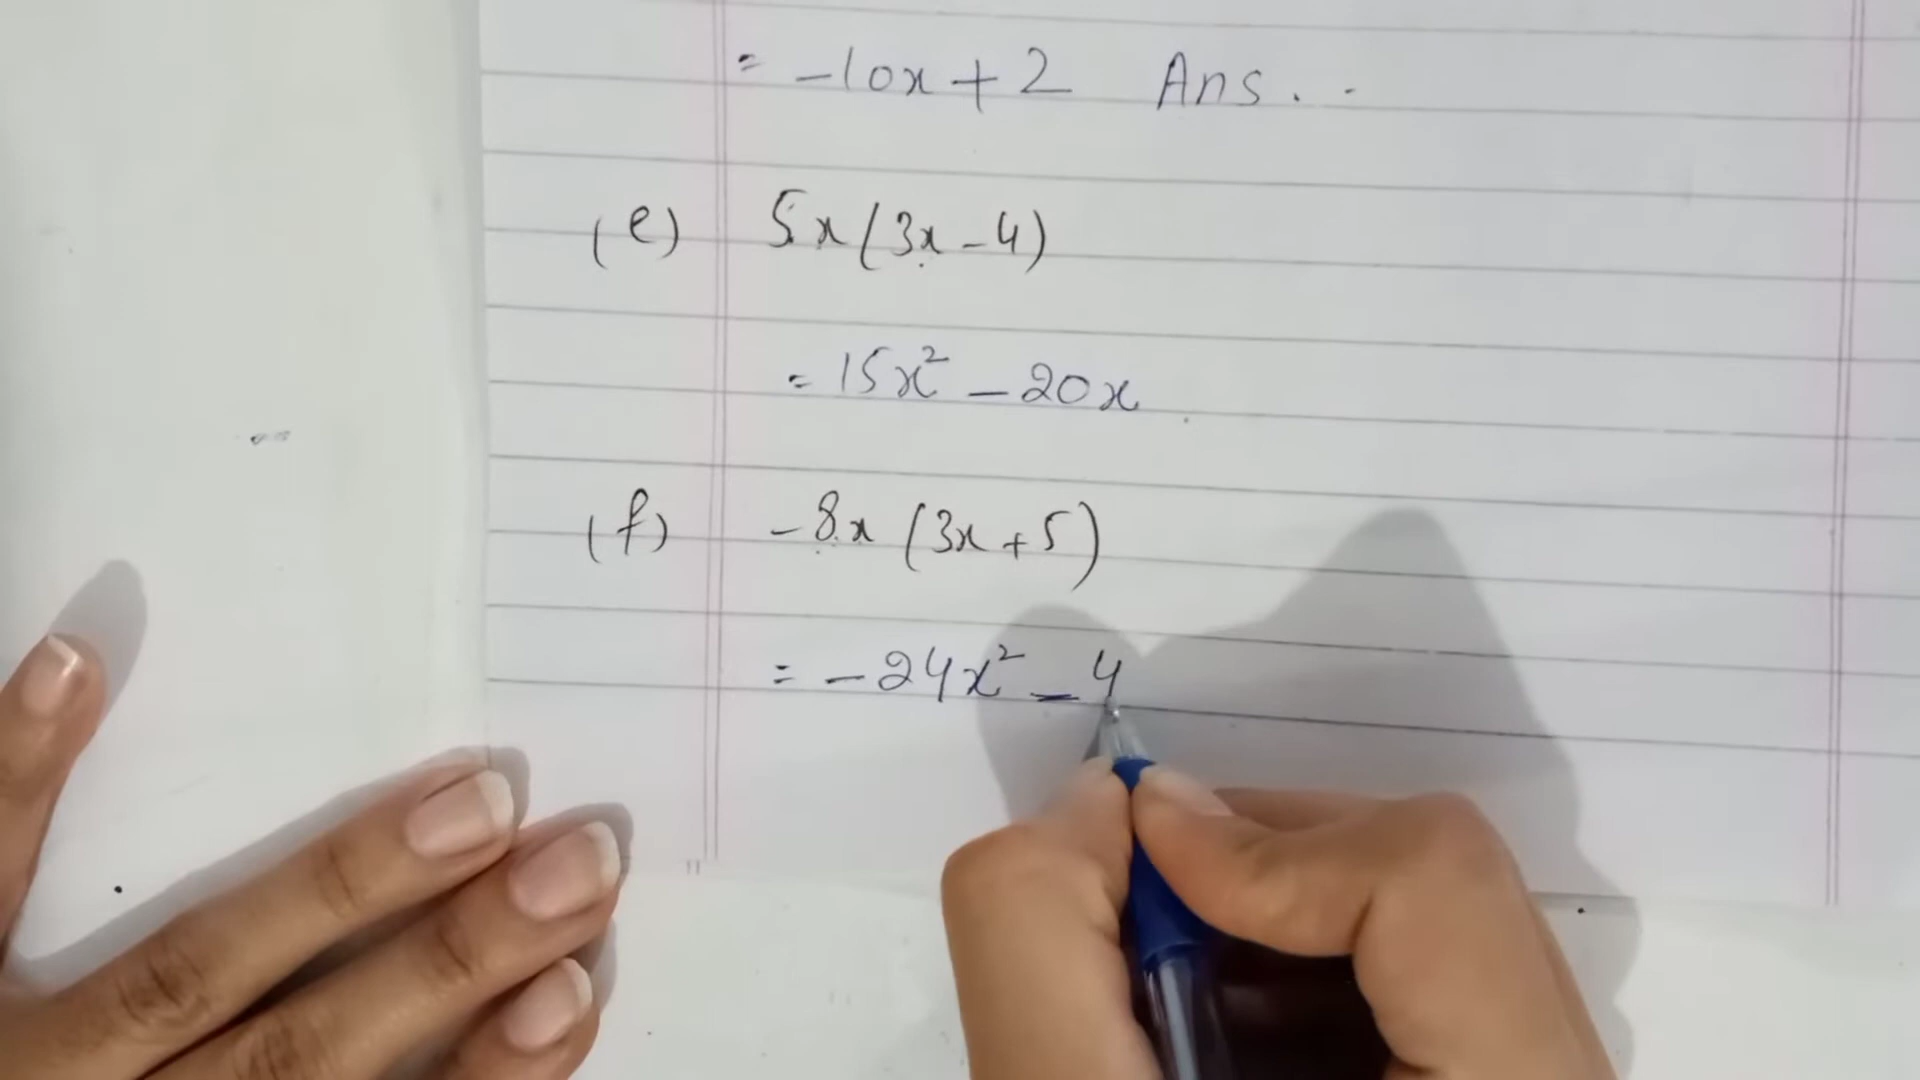 = -10x + 2 Ans.
(e) 5x(3x - 4)
= 15x² - 20x
(f) -8x (3x + 5)
= -24x² - 4